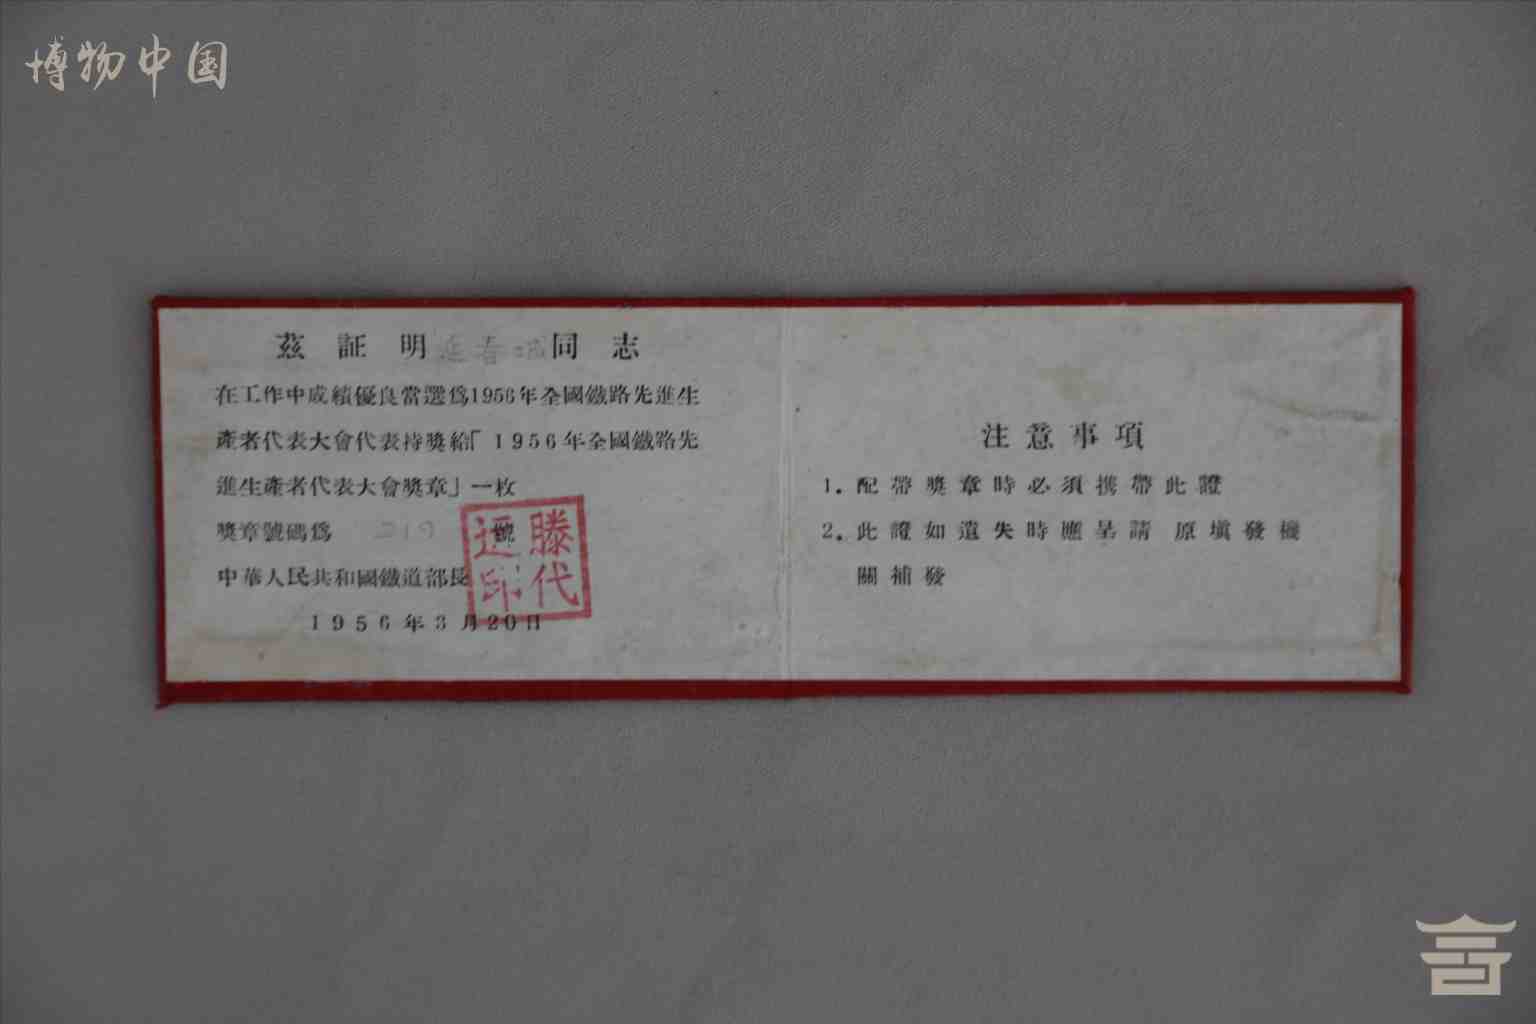 博物中国
茲証明 同志
在工作中成績優良當選爲1956年全國鐵路先進生
產者代表大會代表持獎給「1956年全國鐵路先
進生產者代表大會獎章」一枚
獎章號碼爲 號
中華人民共和國鐵道部長
滕代
遠印
1956年3月20日
注意事項
1.配帶獎章時必須携帶此證
2.此證如遺失時應呈請原塡發機
關補發